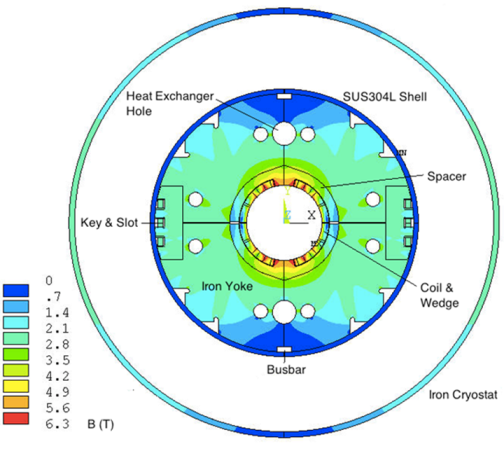 Heat Exchanger
Hole
SUS304L Shell
MN
Spacer
Z
X
Key & Slot
Iron Yoke
Coil &
Wedge
Busbar
Iron Cryostat
0
.7
1.4
2.1
2.8
3.5
4.2
4.9
5.6
6.3
B (T)